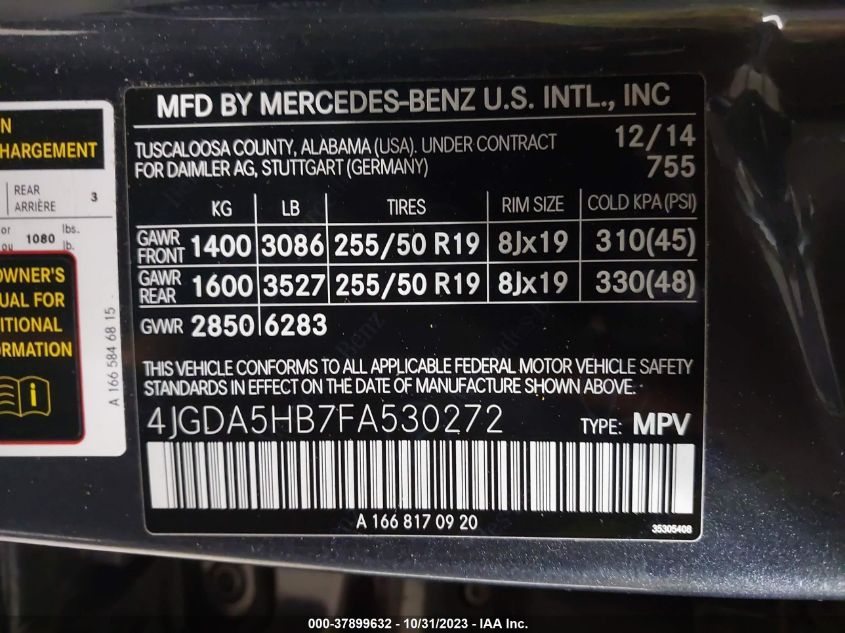 MFD BY MERCEDES-BENZ U.S. INTL., INC
TUSCALOOSA COUNTY, ALABAMA (USA). UNDER CONTRACT 12/14
FOR DAIMLER AG, STUTTGART (GERMANY) 755
KG LB TIRES RIM SIZE COLD KPA (PSI)
GAWR FRONT 1400 3086 255/50 R19 8Jx19 310(45)
GAWR REAR 1600 3527 255/50 R19 8Jx19 330(48)
GVWR 2850 6283
THIS VEHICLE CONFORMS TO ALL APPLICABLE FEDERAL MOTOR VEHICLE SAFETY
STANDARDS IN EFFECT ON THE DATE OF MANUFACTURE SHOWN ABOVE.
4JGDA5HB7FA530272 TYPE: MPV
A 166 817 09 20 35305408
N
HARGEMENT
REAR
ARRIÈRE 3
or
ou 1080 lbs.
lb.
OWNER'S
UAL FOR
ITIONAL
ORMATION
i
A 166 584 68 15
000-37899632 - 10/31/2023 - IAA Inc.